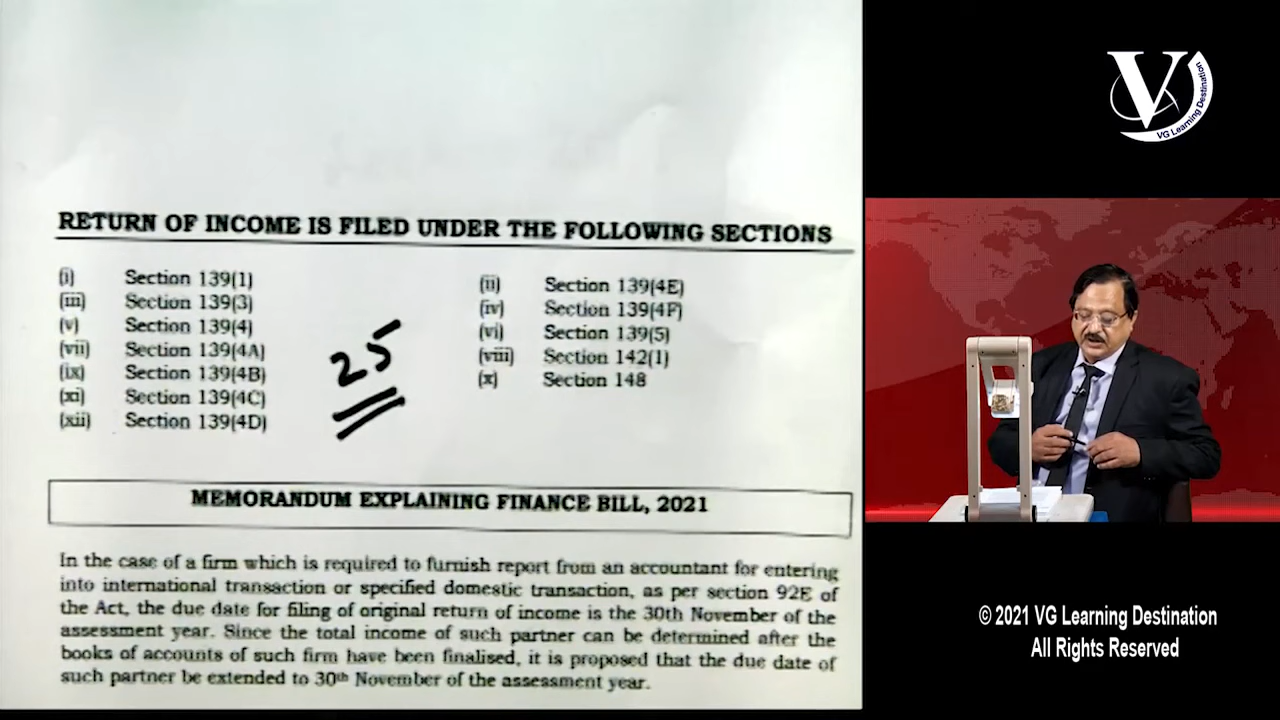 RETURN OF INCOME IS FILED UNDER THE FOLLOWING SECTIONS
(i) Section 139(1) (ii) Section 139(4E)
(iii) Section 139(3) (iv) Section 139(4F)
(v) Section 139(4) (vi) Section 139(5)
(vii) Section 139(4A) (viii) Section 142(1)
(ix) Section 139(4B) (x) Section 148
(xi) Section 139(4C)
(xii) Section 139(4D)
25
MEMORANDUM EXPLAINING FINANCE BILL, 2021
In the case of a firm which is required to furnish report from an accountant for entering
into international transaction or specified domestic transaction, as per section 92E of
the Act, the due date for filing of original return of income is the 30th November of the
assessment year. Since the total income of such partner can be determined after the
books of accounts of such firm have been finalised, it is proposed that the due date of
such partner be extended to 30th November of the assessment year.
V
VG Learning Destination
© 2021 VG Learning Destination
All Rights Reserved